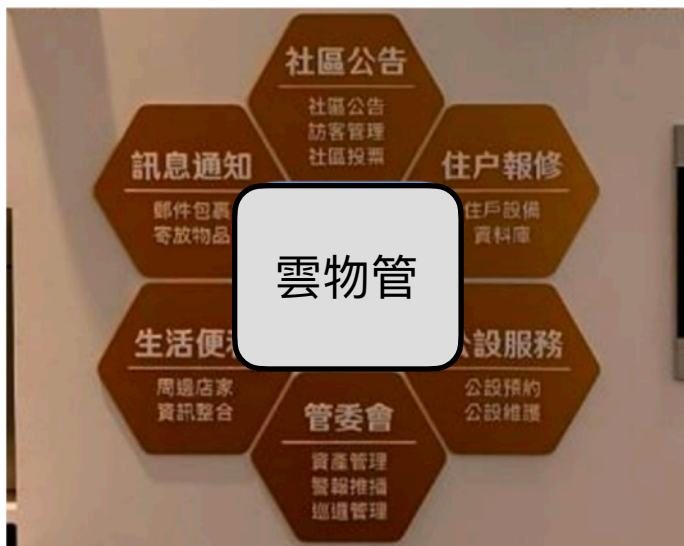 社區公告
社區公告
訪客管理
社區投票
訊息通知
郵件包裹
寄放物品
住戶報修
住戶設備
資料庫
雲物管
生活便
周邊店家
資訊整合
設服務
公設預約
公設維護
管委會
資產管理
警報推播
巡邏管理